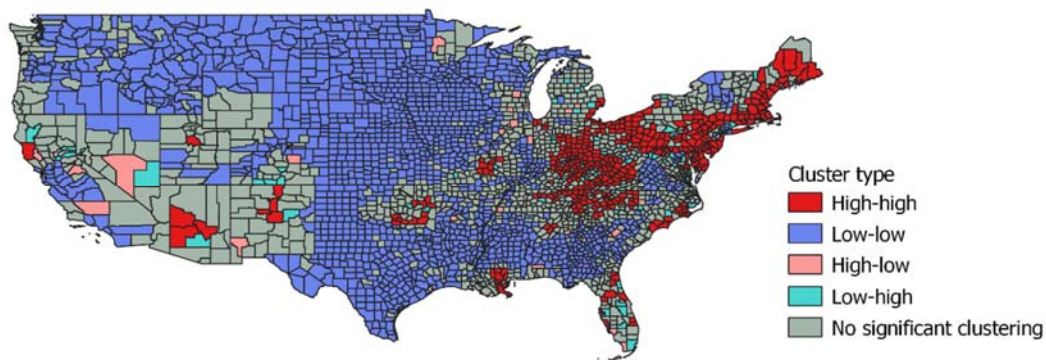 Cluster type
High-high
Low-low
High-low
Low-high
No significant clustering